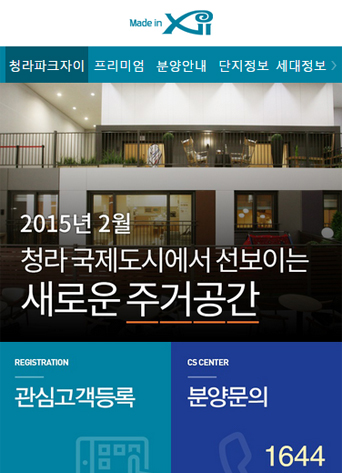 Made in Xi
청라파크자이 프리미엄 분양안내 단지정보 세대정보
2015년 2월
청라 국제도시에서 선보이는
새로운 주거공간
REGISTRATION
관심고객등록
CS CENTER
분양문의
1644